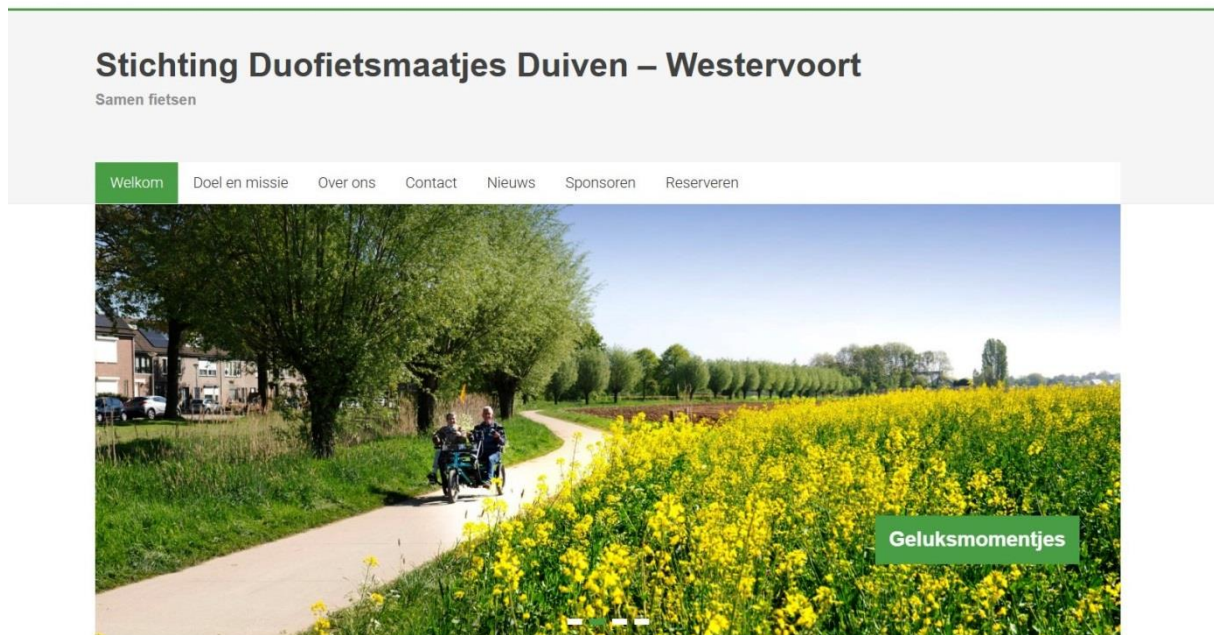 Stichting Duofietsmaatjes Duiven – Westervoort
Samen fietsen
Welkom Doel en missie Over ons Contact Nieuws Sponsoren Reserveren
Geluksmomentjes